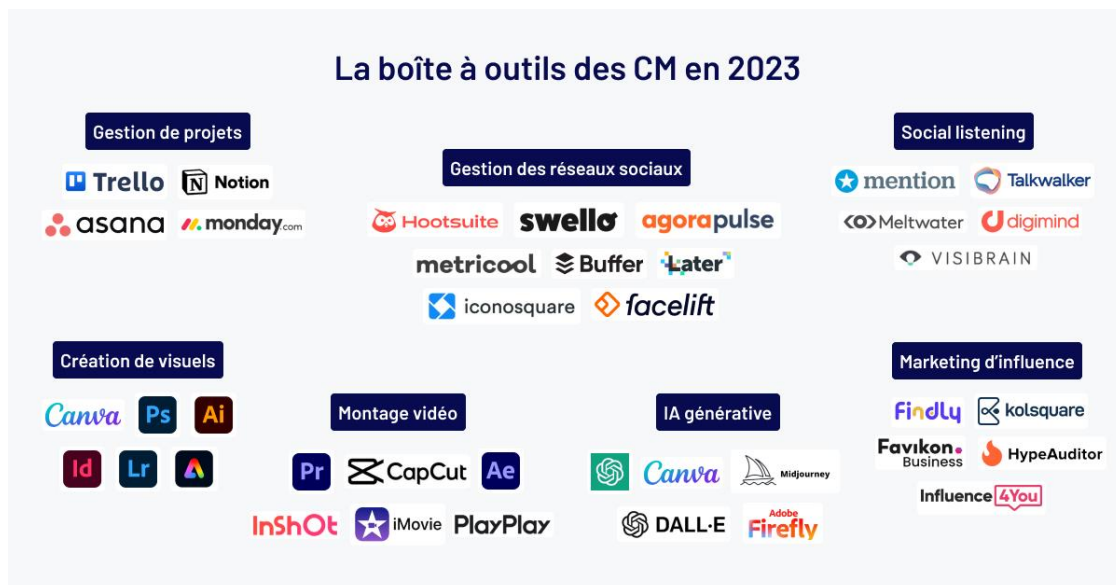 La boîte à outils des CM en 2023
Gestion de projets
Trello
Notion
asana
monday.com
Gestion des réseaux sociaux
Hootsuite
swello
agorapulse
metricool
Buffer
Later
iconosquare
facelift
Social listening
mention
Talkwalker
Meltwater
digimind
VISIBRAIN
Création de visuels
Canva
Ps
Ai
Id
Lr
Montage vidéo
Pr
CapCut
Ae
InShOt
iMovie
PlayPlay
IA générative
Canva
Midjourney
DALL·E
Adobe
Firefly
Marketing d'influence
Findly
kolsquare
Favikon.
Business
HypeAuditor
Influence 4You